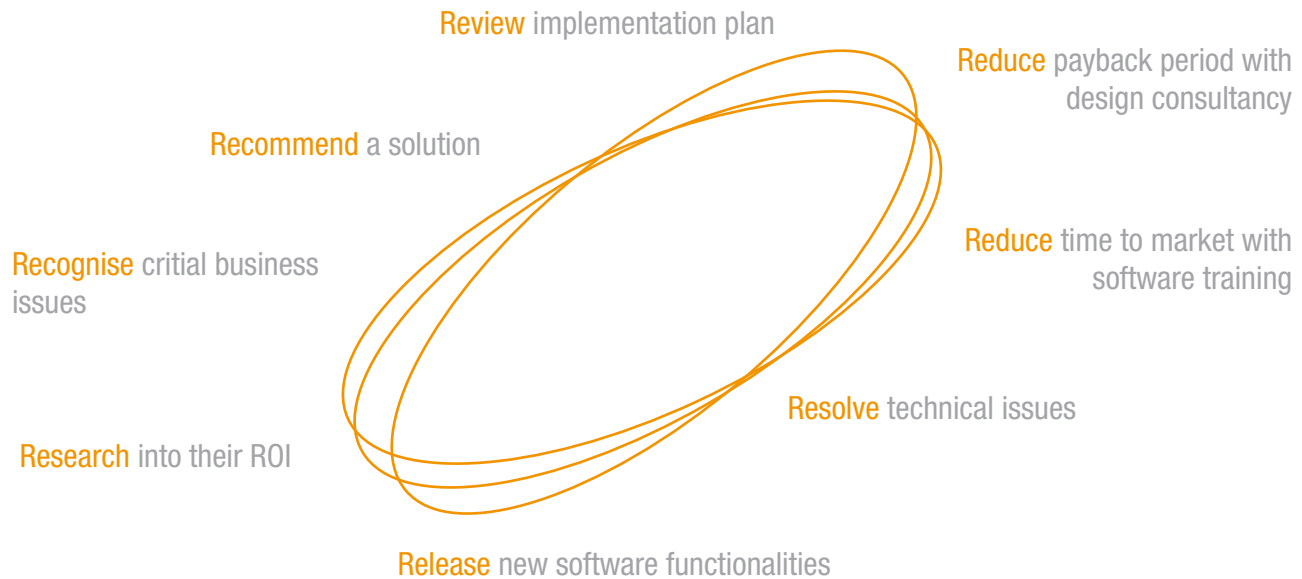 Review implementation plan
Reduce payback period with
design consultancy
Recommend a solution
Reduce time to market with
software training
Recognise critial business
issues
Resolve technical issues
Research into their ROI
Release new software functionalities